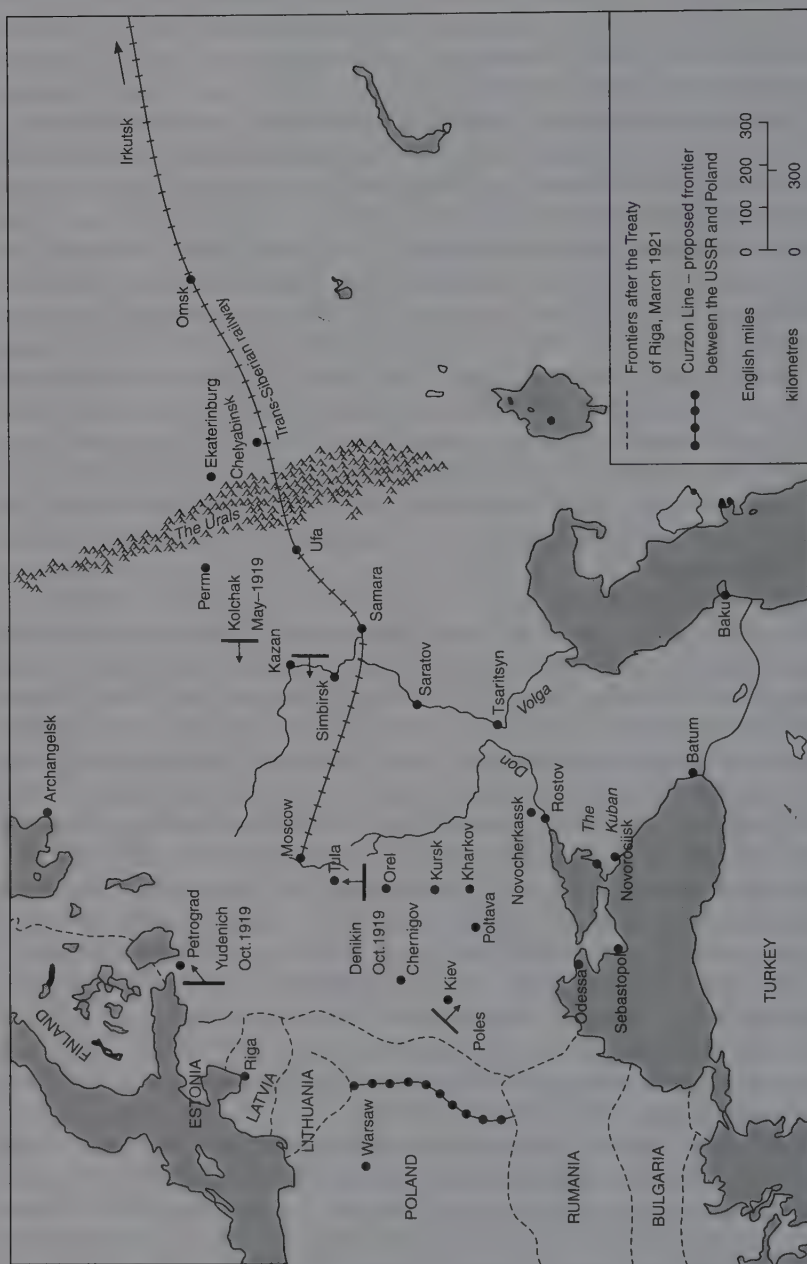 Archangelsk
FINLAND
Petrograd
Yudenich
Oct.1919
ESTONIA
Riga
LATVIA
LITHUANIA
Warsaw
POLAND
RUMANIA
BULGARIA
TURKEY
Moscow
Tula
Denikin
Oct.1919
Orel
Chernigov
Kursk
Kiev
Poles
Kharkov
Poltava
Novocherkassk
Rostov
Don
The
Kuban
Novorosiisk
Odessa
Sebastopol
Batum
Baku
Tsaritsyn
Volga
Saratov
Samara
Simbirsk
Kazan
Kolchak
May–1919
Perm
The Urals
Ufa
Ekaterinburg
Chelyabinsk
Trans-Siberian railway
Omsk
Irkutsk
Frontiers after the Treaty
of Riga, March 1921
Curzon Line – proposed frontier
between the USSR and Poland
0 100 200 300
English miles
kilometres
0 300